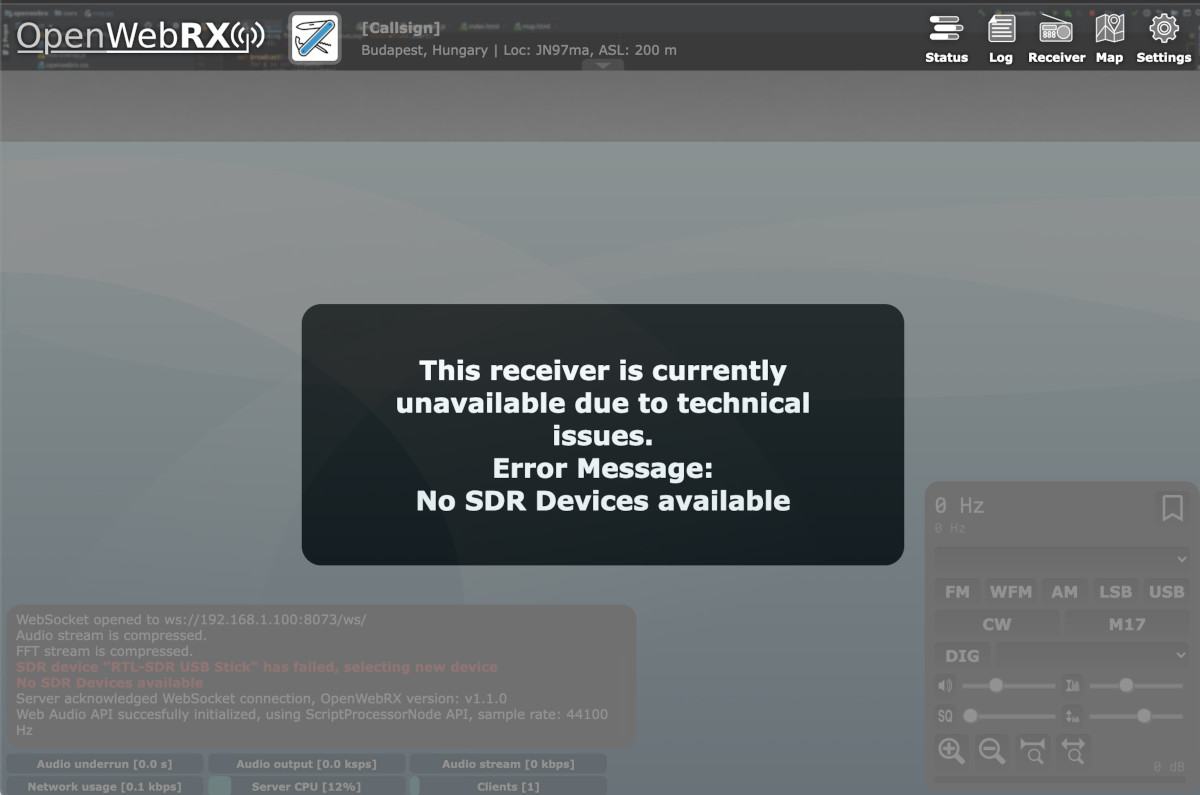 OpenWebRX
[Callsign]
Budapest, Hungary | Loc: JN97ma, ASL: 200 m
Status
Log
Receiver
Map
Settings
This receiver is currently
unavailable due to technical
issues.
Error Message:
No SDR Devices available
WebSocket opened to ws://192.168.1.100:8073/ws/
Audio stream is compressed.
FFT stream is compressed.
SDR device "RTL-SDR USB Stick" has failed, selecting new device
No SDR Devices available
Server acknowledged WebSocket connection, OpenWebRX version: v1.1.0
Web Audio API succesfully initialized, using ScriptProcessorNode API, sample rate: 44100
Hz
Audio underrun [0.0 s]
Audio output [0.0 ksps]
Audio stream [0 kbps]
Network usage [0.1 kbps]
Server CPU [12%]
Clients [1]
0 Hz
0 Hz
FM
WFM
AM
LSB
USB
CW
M17
DIG
SQ
0 dB